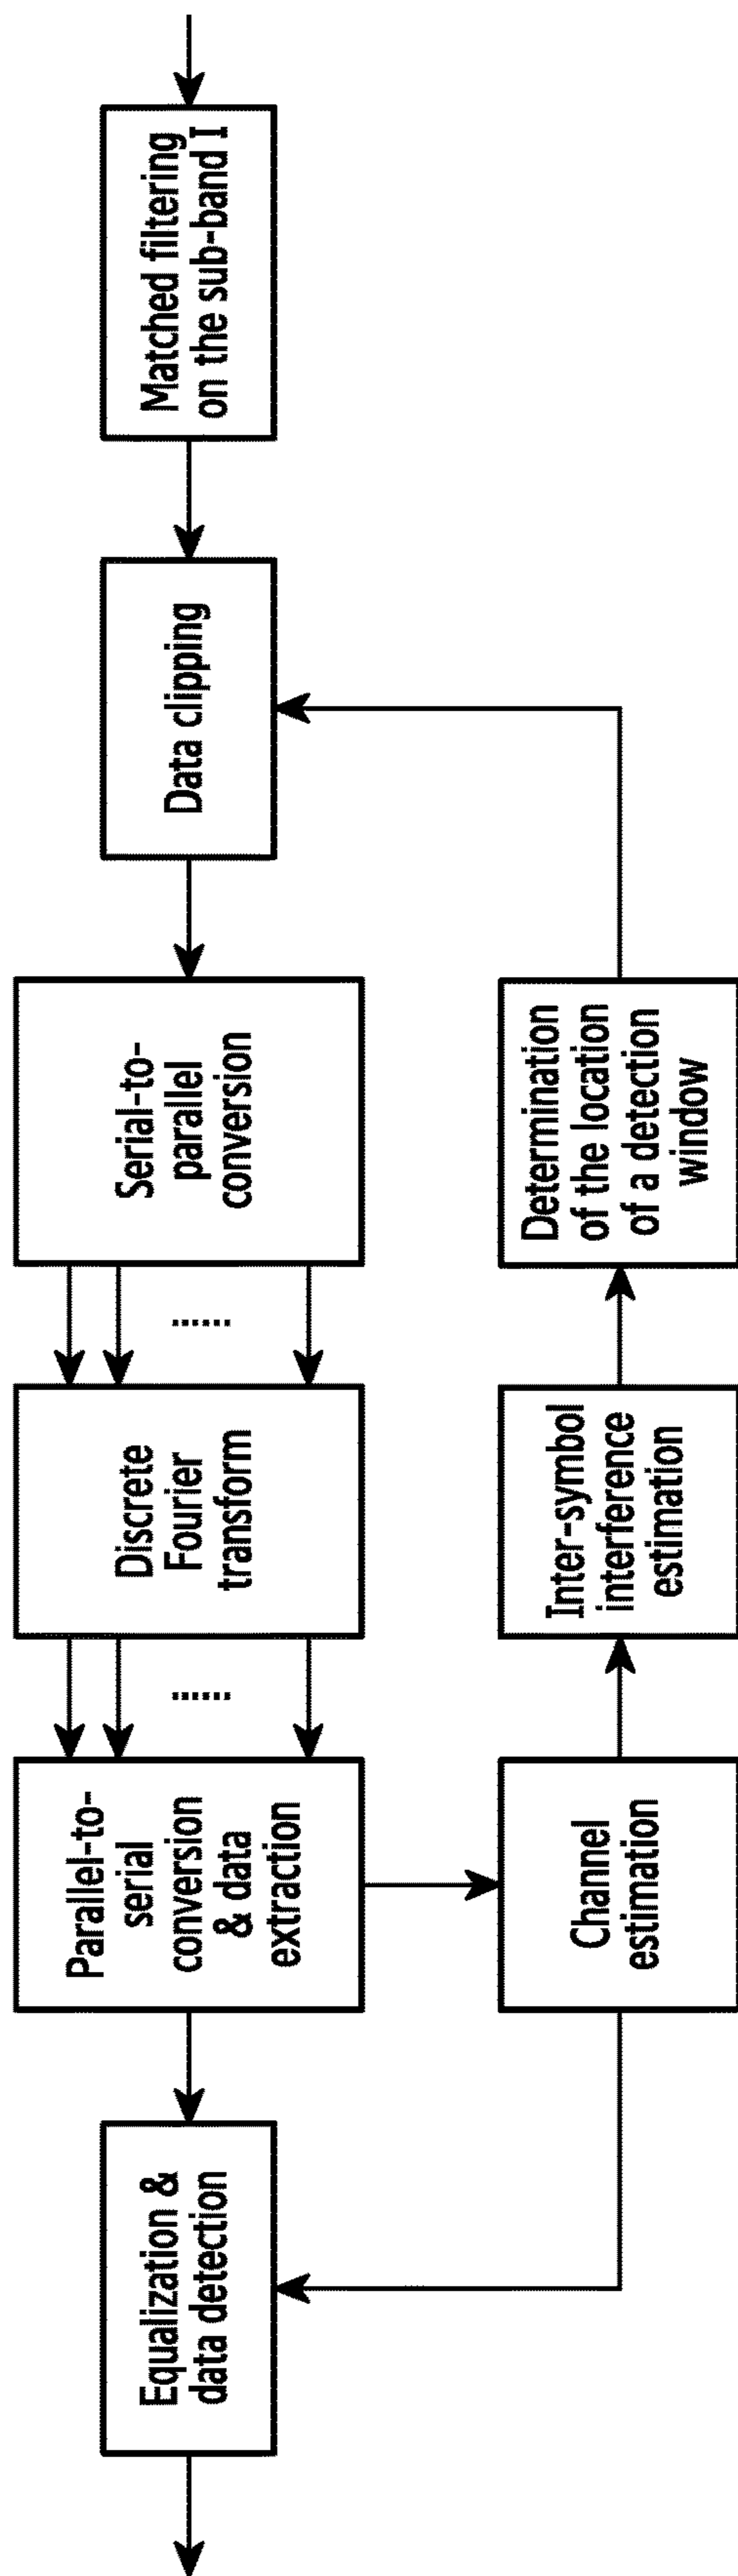 Matched filtering
on the sub-band I
Data clipping
Serial-to-
parallel
conversion
Discrete
Fourier
transform
Parallel-to-
serial
conversion
& data
extraction
Equalization &
data detection
Channel
estimation
Inter-symbol
interference
estimation
Determination
of the location
of a detection
window